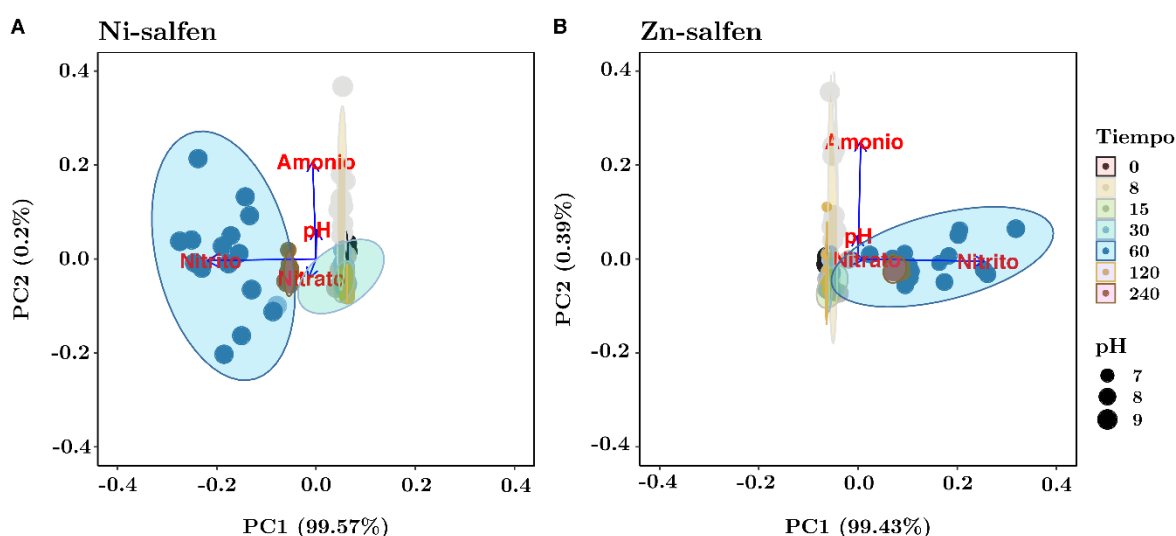 A
Ni-salfen
B
Zn-salfen
0.4
0.2
0.0
-0.2
-0.4
PC2 (0.2%)
Amonio
pH
Nitrito
Nitrato
-0.4
-0.2
0.0
0.2
0.4
PC1 (99.57%)
0.4
0.2
0.0
-0.2
-0.4
PC2 (0.39%)
Amonio
pH
Nitrato
Nitrito
-0.4
-0.2
0.0
0.2
0.4
PC1 (99.43%)
Tiempo
0
8
15
30
60
120
240
pH
7
8
9